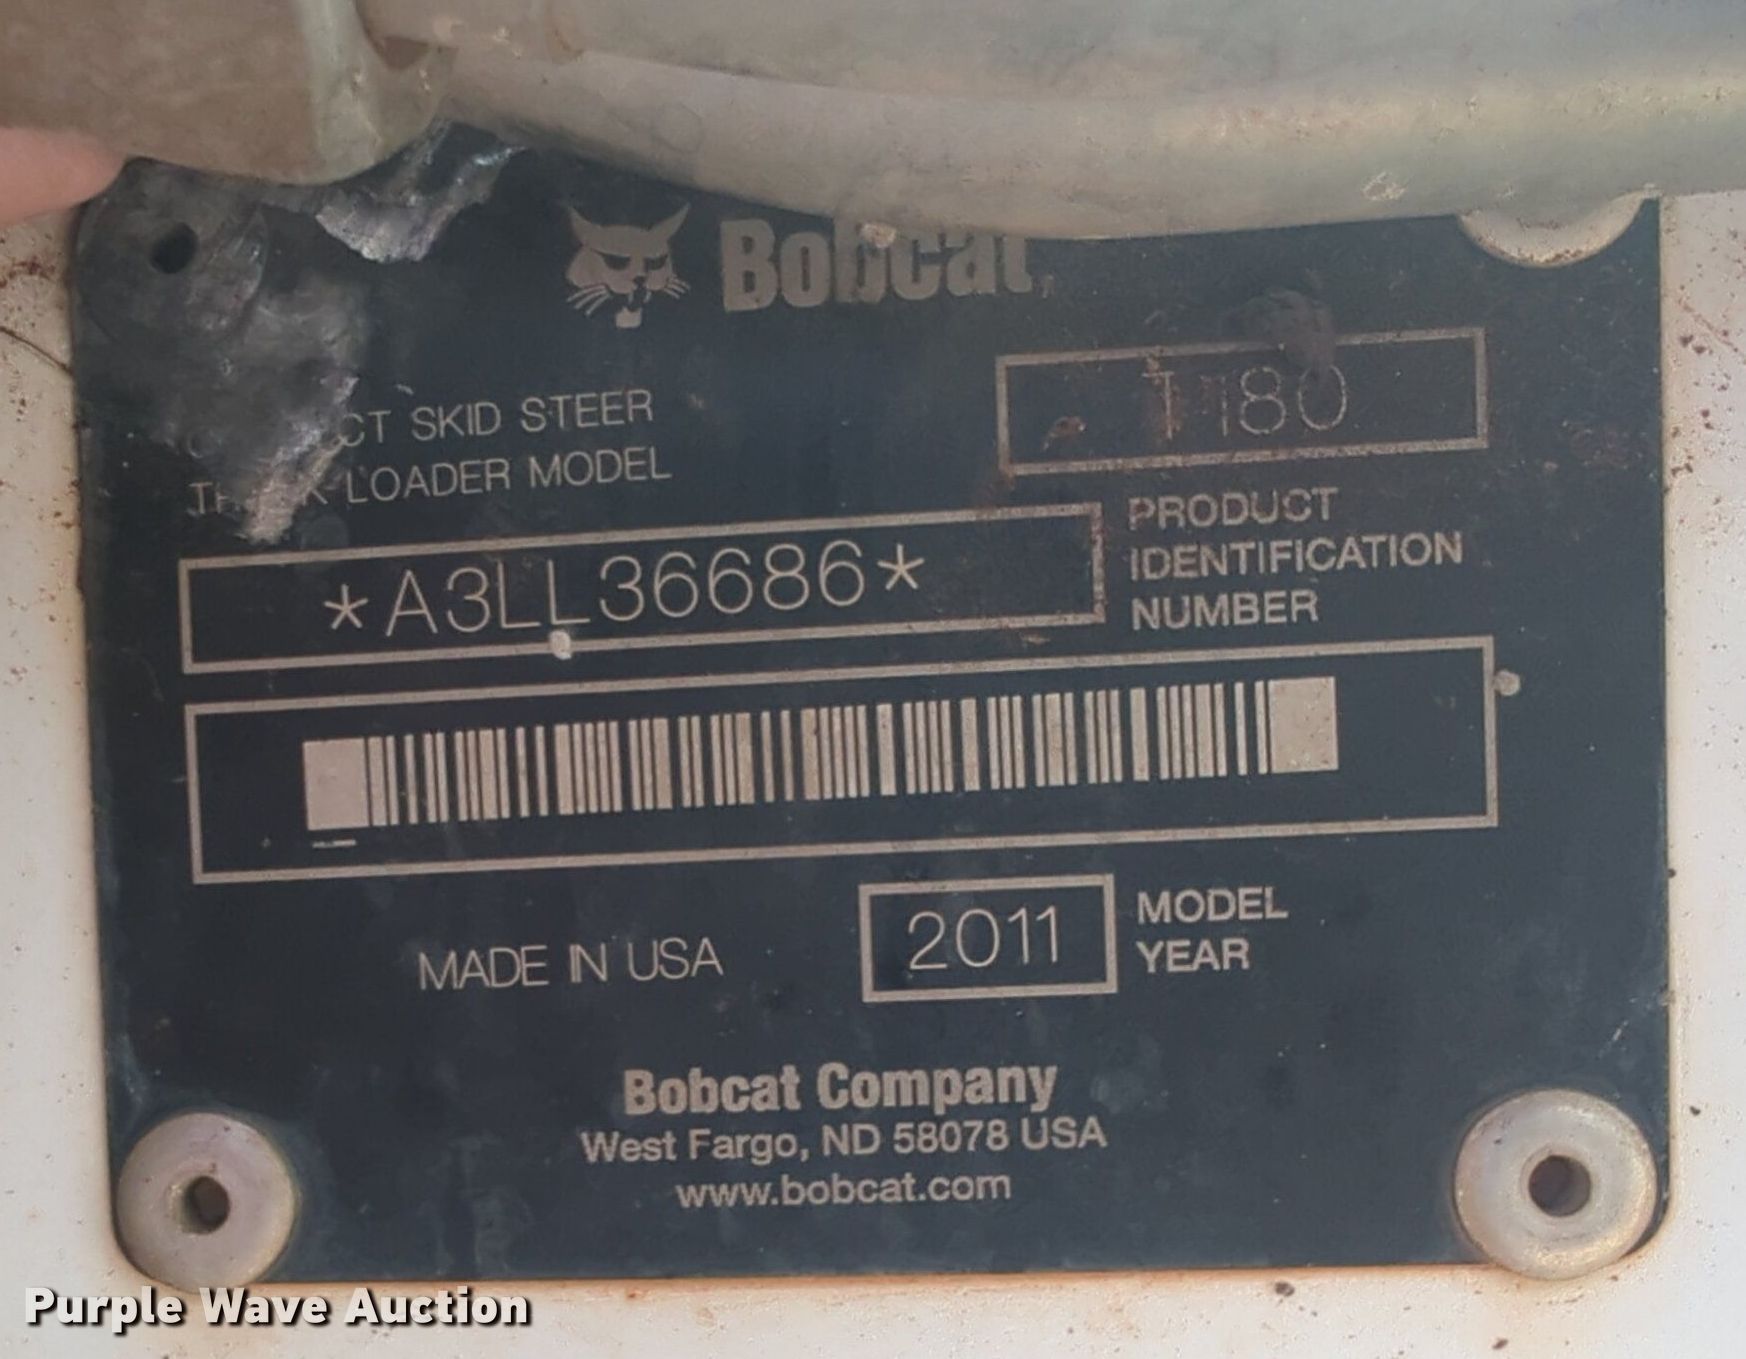 Bobcat
CT SKID STEER
LOADER MODEL
T180
*A3LL36686*
PRODUCT
IDENTIFICATION
NUMBER
MADE IN USA
2011
MODEL
YEAR
Bobcat Company
West Fargo, ND 58078 USA
www.bobcat.com
Purple Wave Auction